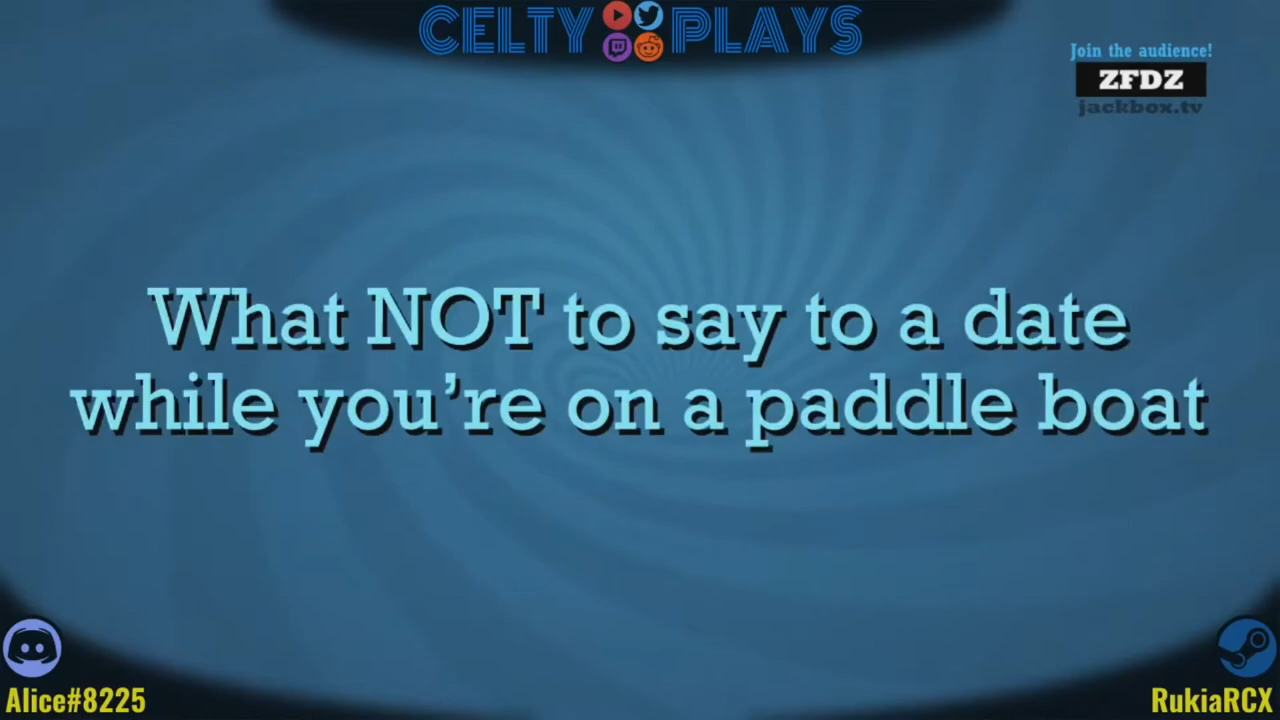 CELTY PLAYS
Join the audience!
ZFDZ
jackbox.tv
What NOT to say to a date
while you’re on a paddle boat
Alice#8225
RukiaRCX